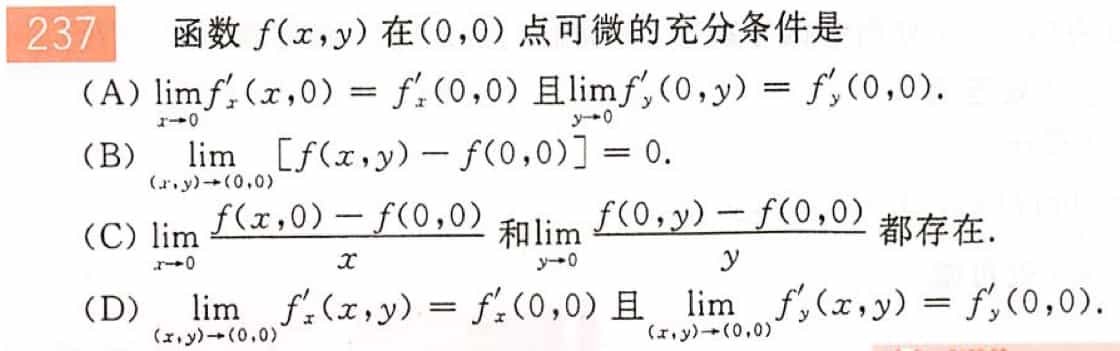 237 函数 f(x,y) 在(0,0) 点可微的充分条件是
(A) lim_{x→0} f′_x(x,0) = f′_x(0,0) 且 lim_{y→0} f′_y(0,y) = f′_y(0,0).
(B) lim_{(x,y)→(0,0)} [f(x,y) − f(0,0)] = 0.
(C) lim_{x→0} \frac{f(x,0) − f(0,0)}{x} 和 lim_{y→0} \frac{f(0,y) − f(0,0)}{y} 都存在.
(D) lim_{(x,y)→(0,0)} f′_x(x,y) = f′_x(0,0) 且 lim_{(x,y)→(0,0)} f′_y(x,y) = f′_y(0,0).